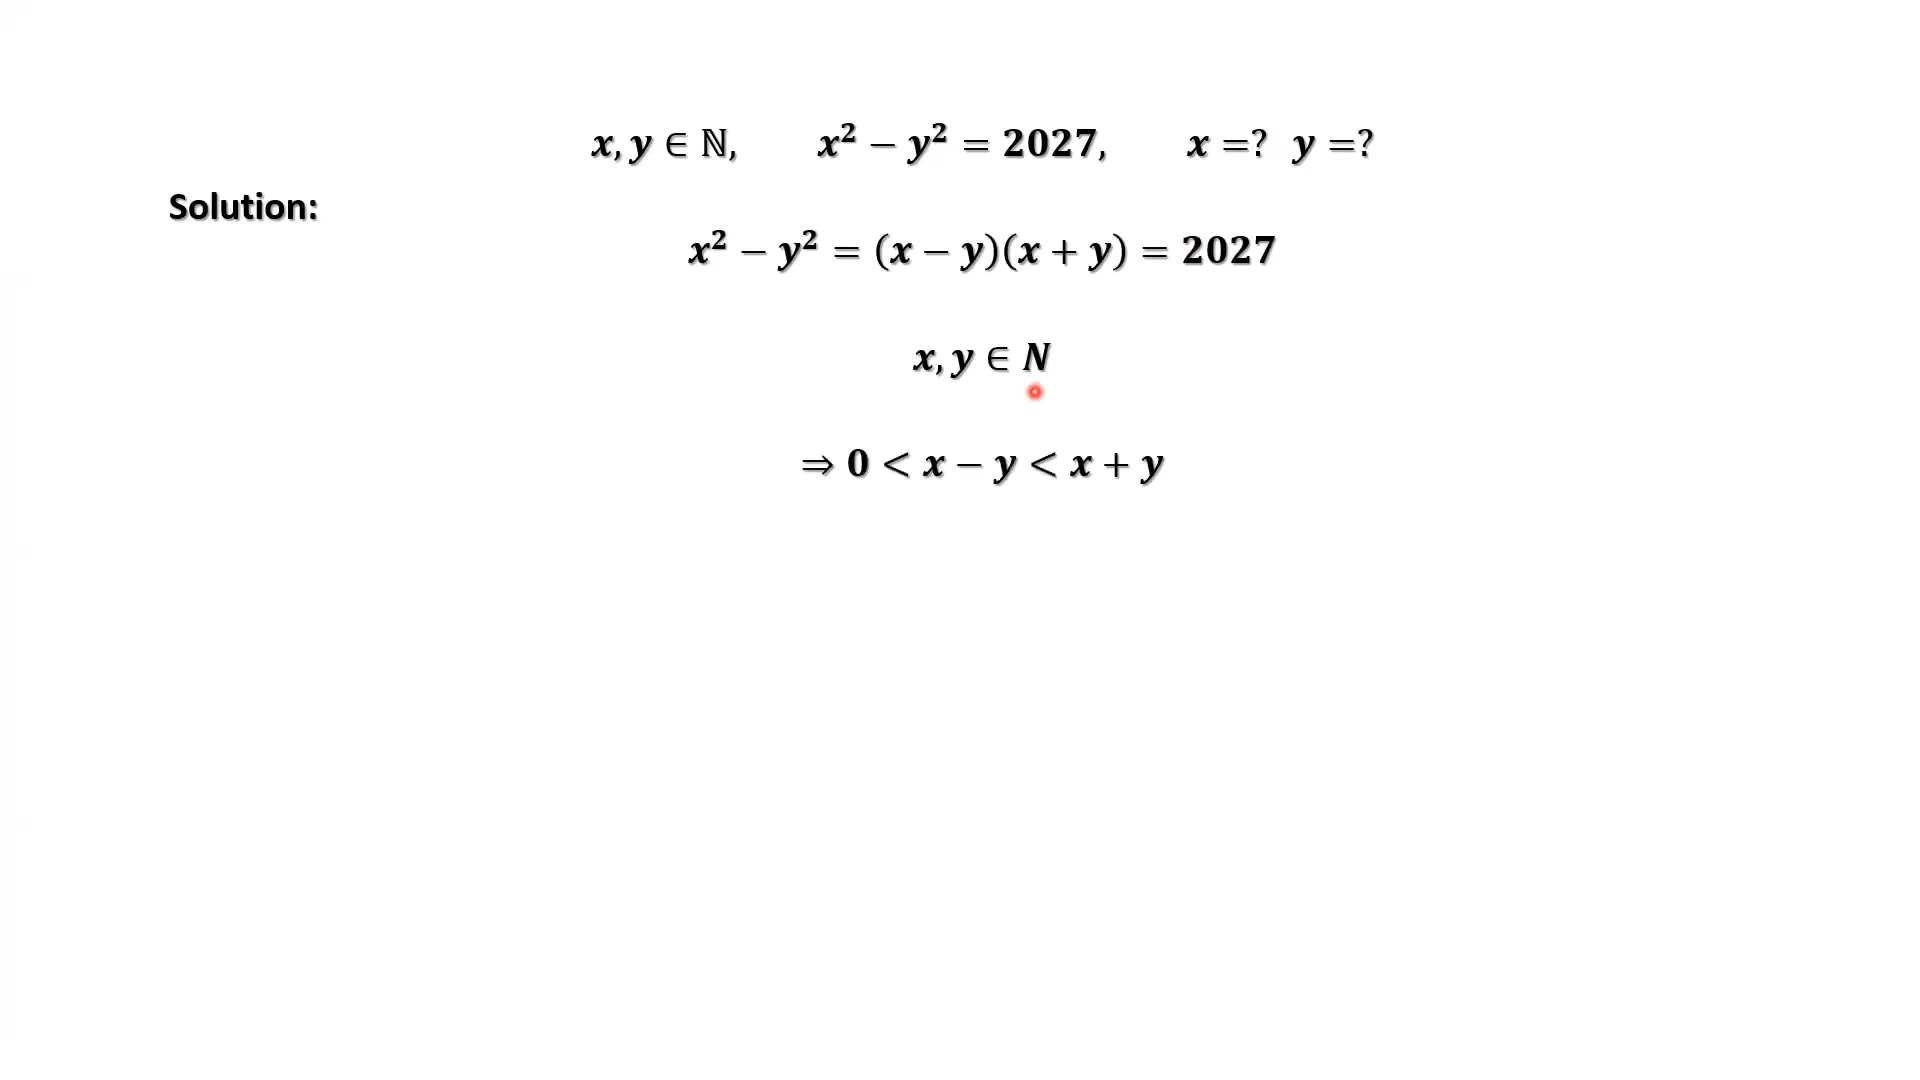 x, y ∈ ℕ, x² − y² = 2027, x =? y =?
Solution:
x² − y² = (x − y)(x + y) = 2027
x, y ∈ N
⇒ 0 < x − y < x + y